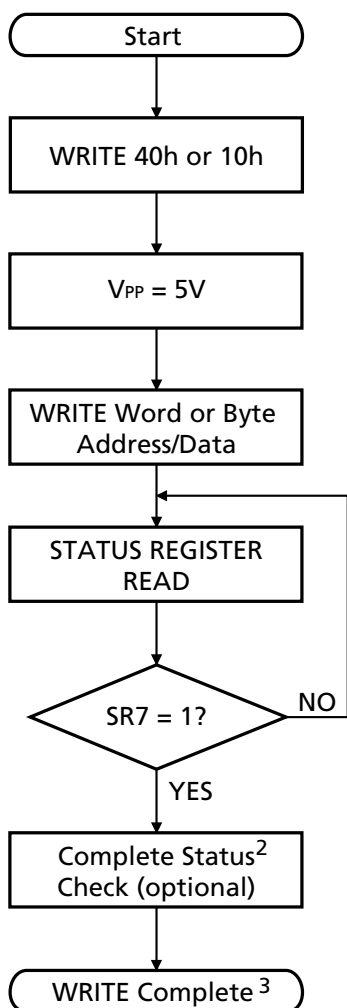 Start
WRITE 40h or 10h
VPP = 5V
WRITE Word or Byte
Address/Data
STATUS REGISTER
READ
SR7 = 1?
NO
YES
Complete Status2
Check (optional)
WRITE Complete 3